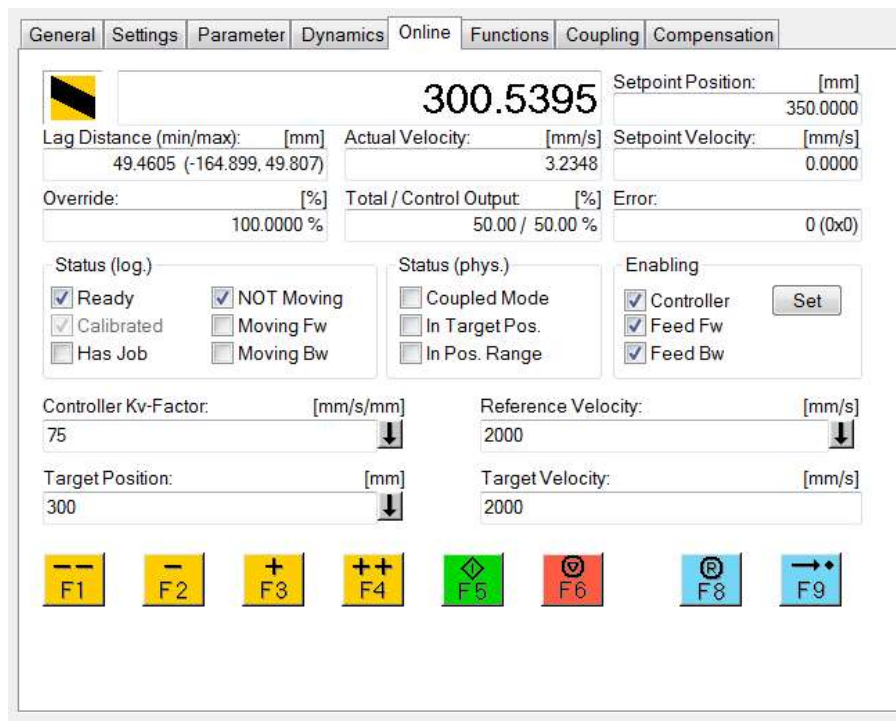 General Settings Parameter Dynamics Online Functions Coupling Compensation
300.5395
Setpoint Position: [mm]
350.0000
Lag Distance (min/max): [mm] Actual Velocity: [mm/s] Setpoint Velocity: [mm/s]
49.4605 (-164.899, 49.807) 3.2348 0.0000
Override: [%] Total / Control Output: [%] Error:
100.0000 % 50.00 / 50.00 % 0 (0x0)
Status (log.) Status (phys.) Enabling
Ready NOT Moving Coupled Mode Controller Set
Calibrated Moving Fw In Target Pos. Feed Fw
Has Job Moving Bw In Pos. Range Feed Bw
Controller Kv-Factor: [mm/s/mm] Reference Velocity: [mm/s]
75 2000
Target Position: [mm] Target Velocity: [mm/s]
300 2000
-- - + ++ R
F1 F2 F3 F4 F5 F6 F8 F9